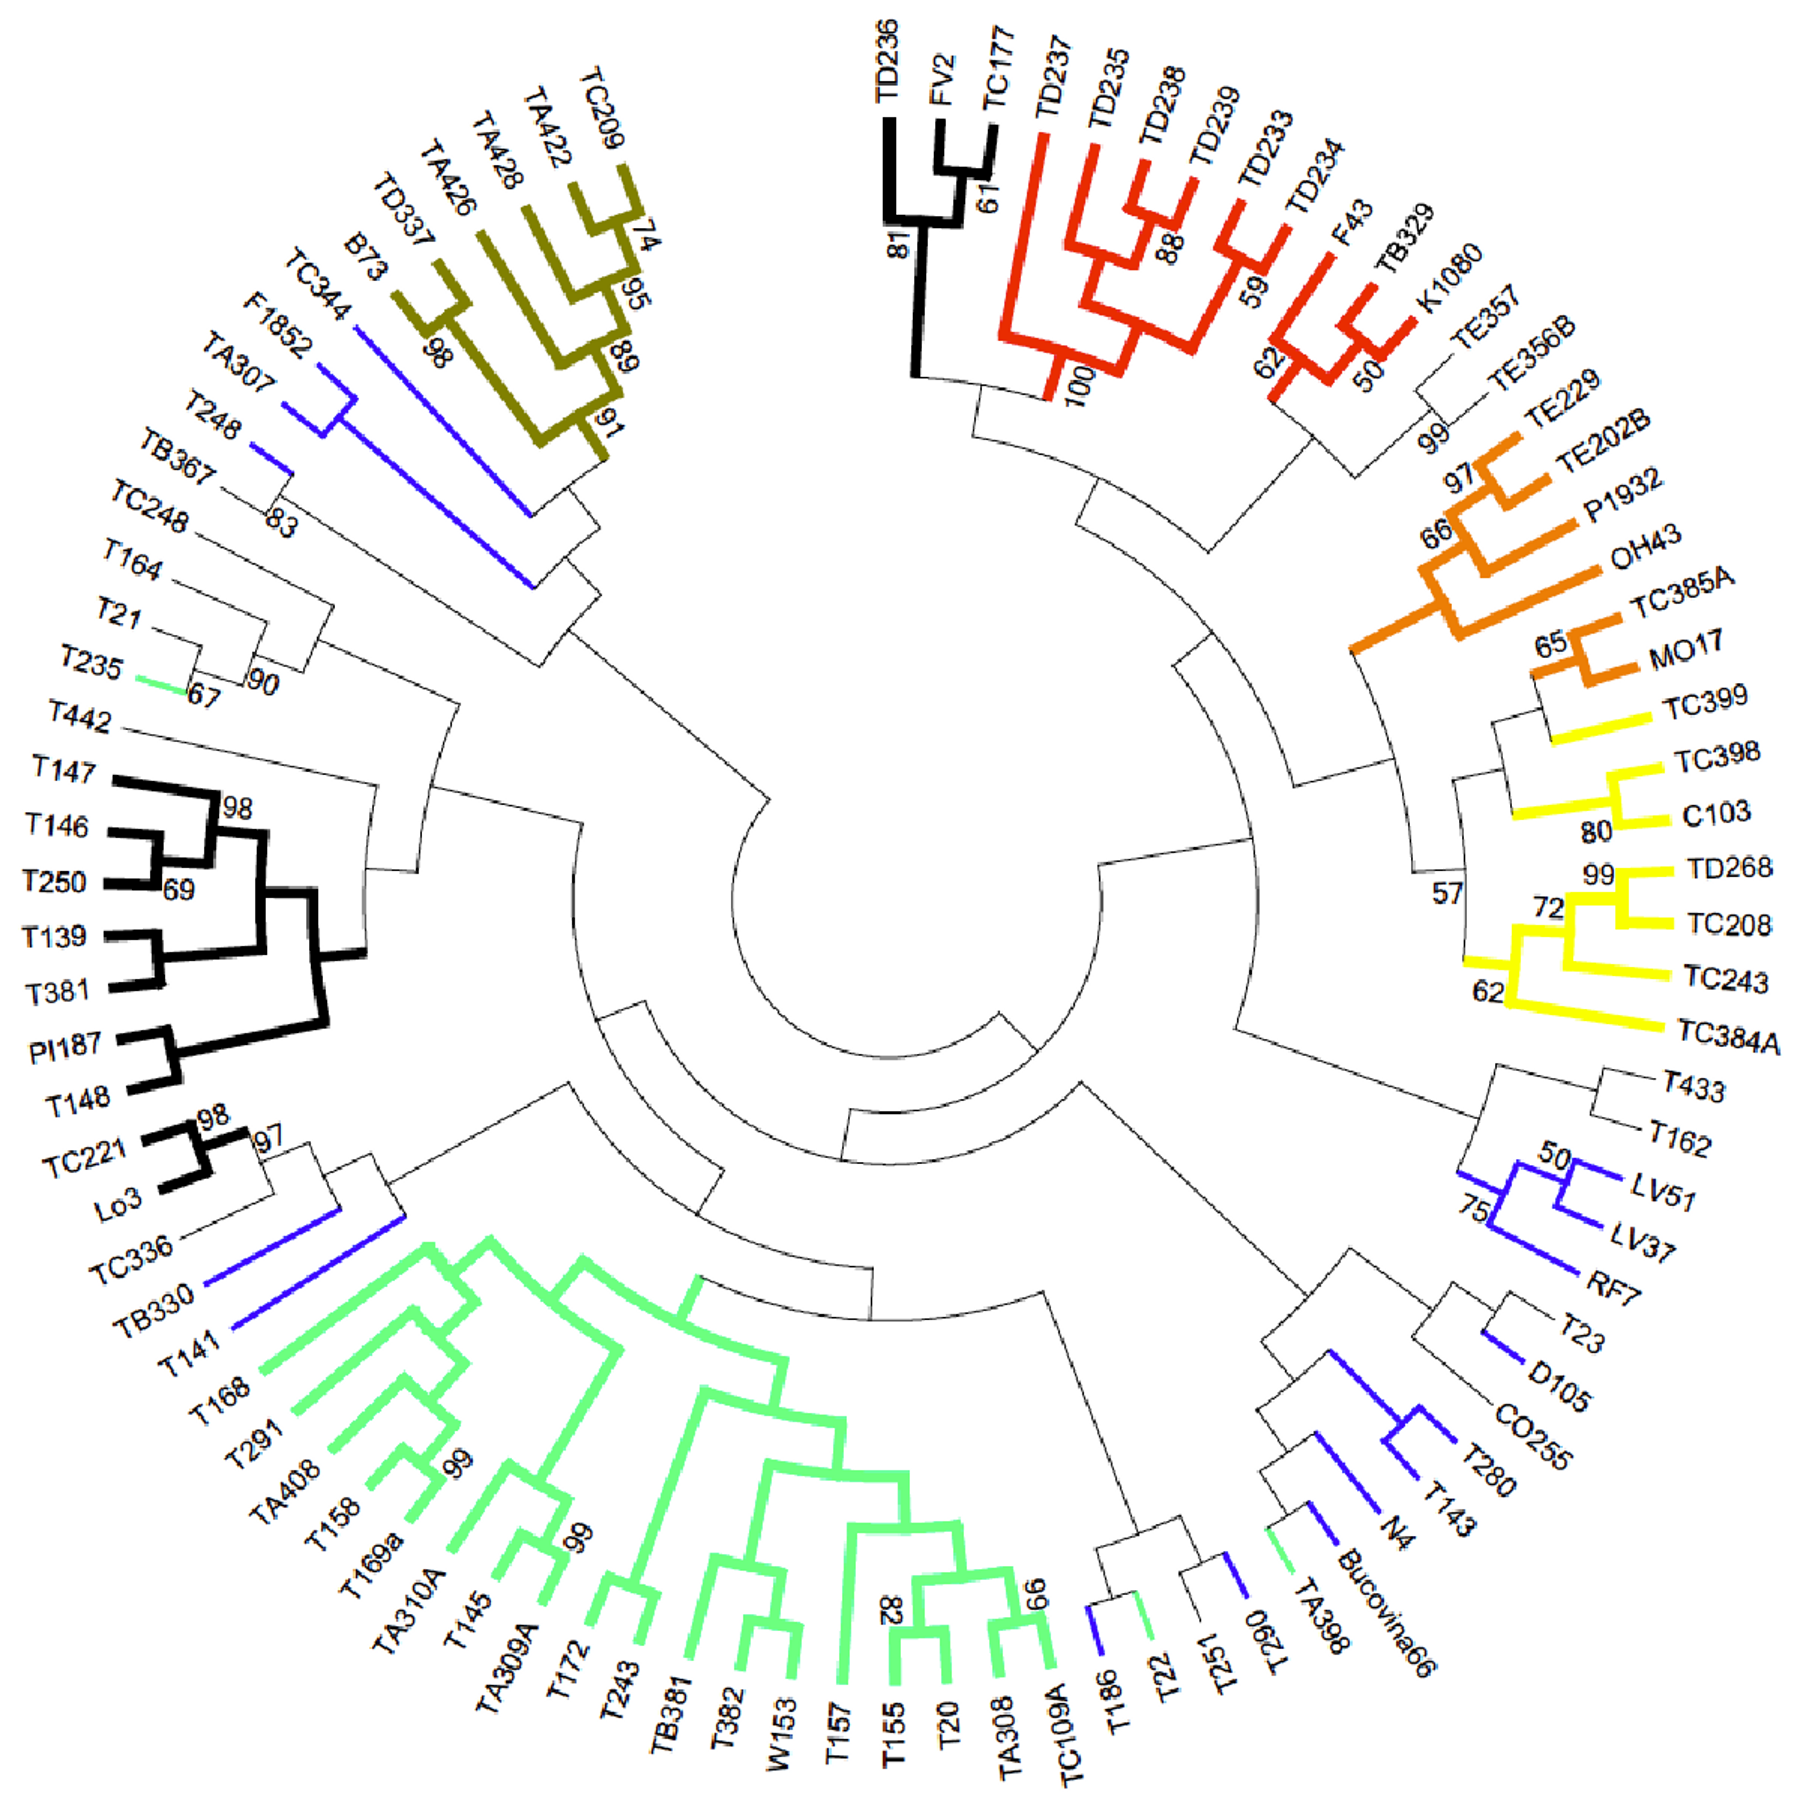 TD236
FV2
TC177
TD237
TD235
TD238
TD239
TD233
TD234
F43
TB329
K1080
TE357
TE356B
TE229
TE202B
P1932
OH43
TC385A
MO17
TC399
TC398
C103
TD268
TC208
TC243
TC384A
T433
T162
LV51
LV37
RF7
T23
D105
CO255
T280
T143
N4
Bucovina66
TA398
T290
T251
T22
T186
TC109A
TA308
T20
T155
T157
W153
T382
TB381
T243
T172
TA309A
T145
TA310A
T169a
T158
TA408
T291
T168
T141
TB330
TC336
Lo3
TC221
T148
PI187
T381
T139
T250
T146
T147
T442
T235
T21
T164
TC248
TB367
T248
TA307
F1852
TC344
B73
TD337
TA426
TA428
TA422
TC209
81
61
100
88
59
62
50
99
97
66
65
80
57
99
72
62
50
75
99
82
99
99
97
98
69
98
67
90
83
98
91
89
95
74